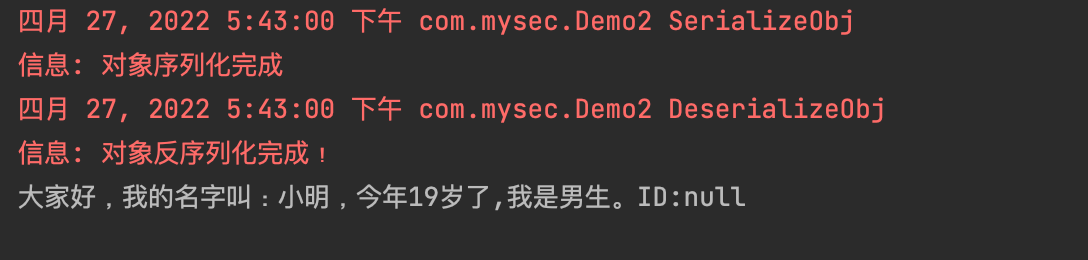 四月 27, 2022 5:43:00 下午 com.mysec.Demo2 SerializeObj
信息: 对象序列化完成
四月 27, 2022 5:43:00 下午 com.mysec.Demo2 DeserializeObj
信息: 对象反序列化完成！
大家好，我的名字叫：小明，今年19岁了,我是男生。ID:null